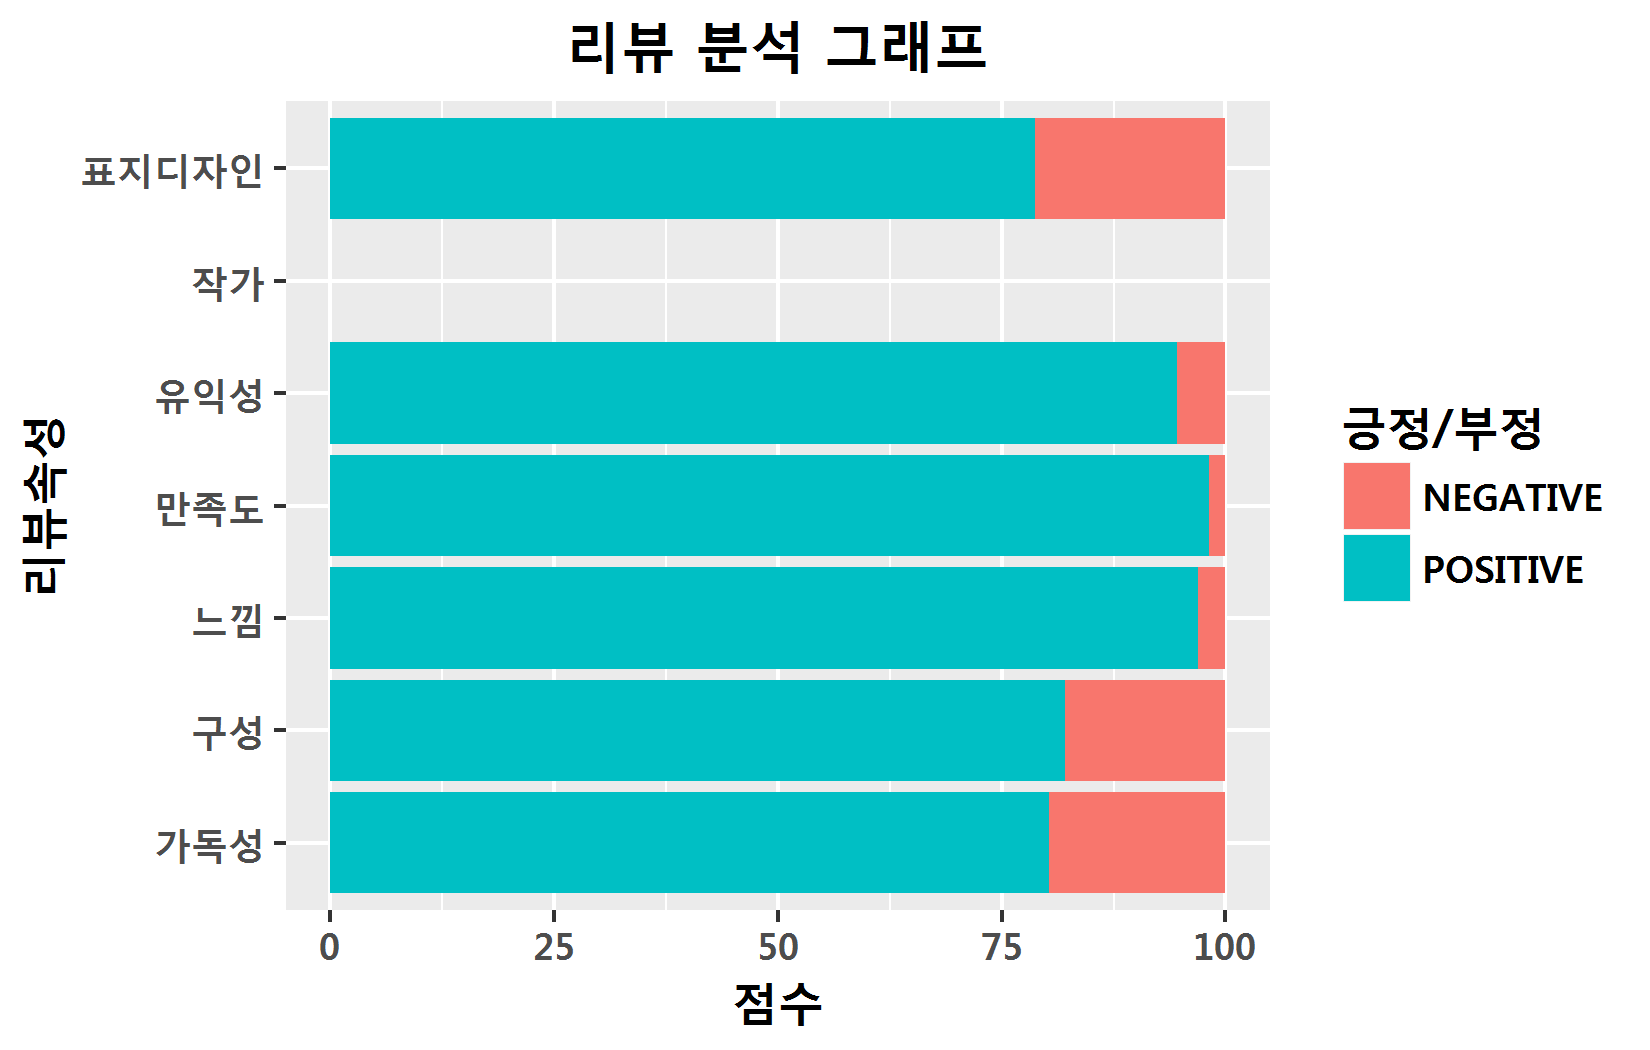 리뷰 분석 그래프
표지디자인
작가
유익성
만족도
느낌
구성
가독성
리뷰속성
0 25 50 75 100
점수
긍정/부정
NEGATIVE
POSITIVE